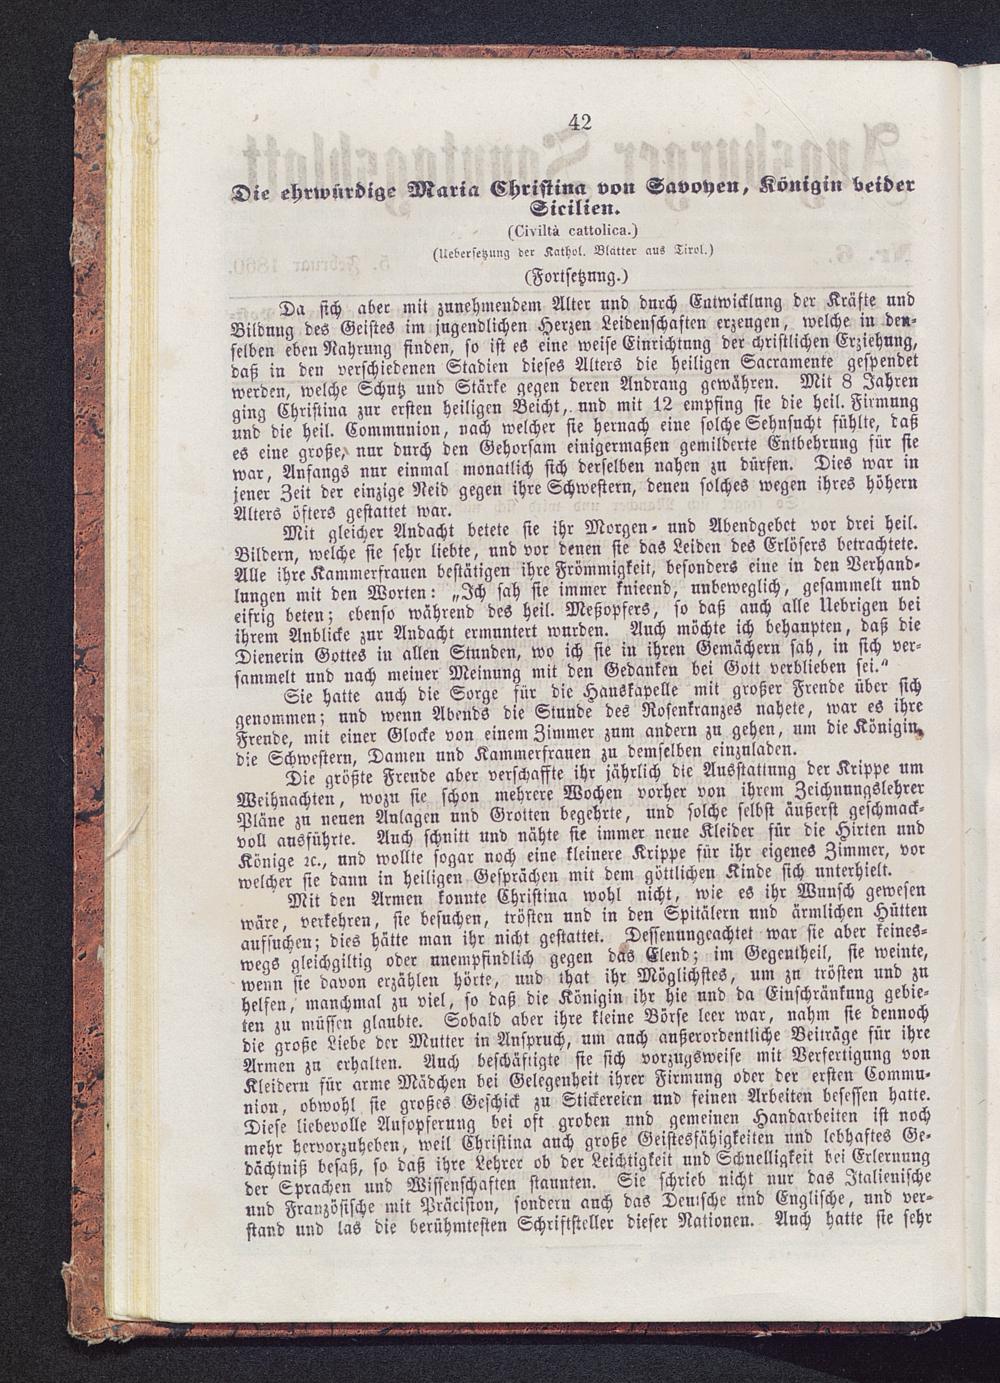 42
Die ehrwürdige Maria Christina von Savoyen, Königin beider
Sicilien.
(Civiltà cattolica.)
(Uebersetzung der Kathol. Blätter aus Tirol.)
(Fortsetzung.)
Da sich aber mit zunehmendem Alter und durch Entwicklung der Kräfte und
Bildung des Geistes im jugendlichen Herzen Leidenschaften erzeugen, welche in den-
selben eben Nahrung finden, so ist es eine weise Einrichtung der christlichen Erziehung,
daß in den verschiedenen Stadien dieses Alters die heiligen Sacramente gespendet
werden, welche Schutz und Stärke gegen deren Andrang gewähren. Mit 8 Jahren
ging Christina zur ersten heiligen Beicht, und mit 12 empfing sie die heil. Firmung
und die heil. Communion, nach welcher sie hernach eine solche Sehnsucht fühlte, daß
es eine große, nur durch den Gehorsam einigermaßen gemilderte Entbehrung für sie
war, Anfangs nur einmal monatlich sich derselben nahen zu dürfen. Dies war in
jener Zeit der einzige Neid gegen ihre Schwestern, denen solches wegen ihres höhern
Alters öfters gestattet war.
Mit gleicher Andacht betete sie ihr Morgen- und Abendgebet vor drei heil.
Bildern, welche sie sehr liebte, und vor denen sie das Leiden des Erlösers betrachtete.
Alle ihre Kammerfrauen bestätigen ihre Frömmigkeit, besonders eine in den Verhand-
lungen mit den Worten: „Ich sah sie immer knieend, unbeweglich, gesammelt und
eifrig beten; ebenso während des heil. Meßopfers, so daß auch alle Uebrigen bei
ihrem Anblicke zur Andacht ermuntert wurden. Auch möchte ich behaupten, daß die
Dienerin Gottes in allen Stunden, wo ich sie in ihren Gemächern sah, in sich ver-
sammelt und nach meiner Meinung mit den Gedanken bei Gott verblieben sei.“
Sie hatte auch die Sorge für die Hauskapelle mit großer Freude über sich
genommen; und wenn Abends die Stunde des Rosenkranzes nahete, war es ihre
Freude, mit einer Glocke von einem Zimmer zum andern zu gehen, um die Königin,
die Schwestern, Damen und Kammerfrauen zu demselben einzuladen.
Die größte Freude aber verschaffte ihr jährlich die Ausstattung der Krippe um
Weihnachten, wozu sie schon mehrere Wochen vorher von ihrem Zeichnungslehrer
Pläne zu neuen Anlagen und Grotten begehrte, und solche selbst äußerst geschmack-
voll ausführte. Auch schnitt und nähte sie immer neue Kleider für die Hirten und
Könige ꝛc., und wollte sogar noch eine kleinere Krippe für ihr eigenes Zimmer, vor
welcher sie dann in heiligen Gesprächen mit dem göttlichen Kinde sich unterhielt.
Mit den Armen konnte Christina wohl nicht, wie es ihr Wunsch gewesen
wäre, verkehren, sie besuchen, trösten und in den Spitälern und ärmlichen Hütten
aufsuchen; dies hätte man ihr nicht gestattet. Dessenungeachtet war sie aber keines-
wegs gleichgiltig oder unempfindlich gegen das Elend; im Gegentheil, sie weinte,
wenn sie davon erzählen hörte, und that ihr Möglichstes, um zu trösten und zu
helfen, manchmal zu viel, so daß die Königin ihr hie und da Einschränkung gebie-
ten zu müssen glaubte. Sobald aber ihre kleine Börse leer war, nahm sie dennoch
die große Liebe der Mutter in Anspruch, um auch außerordentliche Beiträge für ihre
Armen zu erhalten. Auch beschäftigte sie sich vorzugsweise mit Verfertigung von
Kleidern für arme Mädchen bei Gelegenheit ihrer Firmung oder der ersten Commu-
nion, obwohl sie großes Geschick zu Stickereien und feinen Arbeiten besessen hatte.
Diese liebevolle Aufopferung bei oft groben und gemeinen Handarbeiten ist noch
mehr hervorzuheben, weil Christina auch große Geistesfähigkeiten und lebhaftes Ge-
dächtniß besaß, so daß ihre Lehrer ob der Leichtigkeit und Schnelligkeit bei Erlernung
der Sprachen und Wissenschaften staunten. Sie schrieb nicht nur das Italienische
und Französische mit Präcision, sondern auch das Deutsche und Englische, und ver-
stand und las die berühmtesten Schriftsteller dieser Nationen. Auch hatte sie sehr